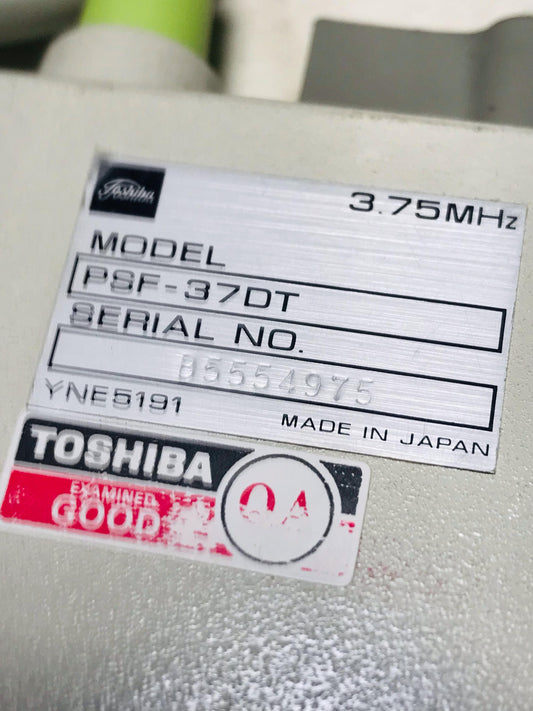 Toshiba
3.75MHz
MODEL
PSF-37DT
SERIAL NO.
B5554975
YNE5191
MADE IN JAPAN
TOSHIBA
EXAMINED
GOOD
QA